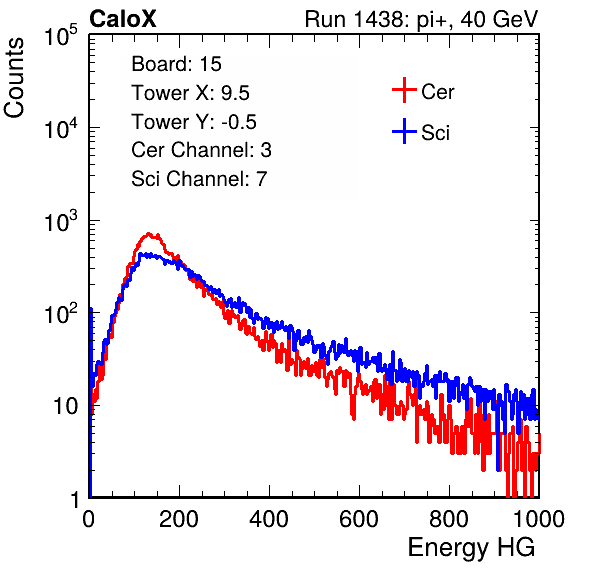 CaloX Run 1438: pi+, 40 GeV
Counts
Board: 15
Tower X: 9.5
Tower Y: -0.5
Cer Channel: 3
Sci Channel: 7
Cer
Sci
10^5
10^4
10^3
10^2
10
1
0 200 400 600 800 1000
Energy HG